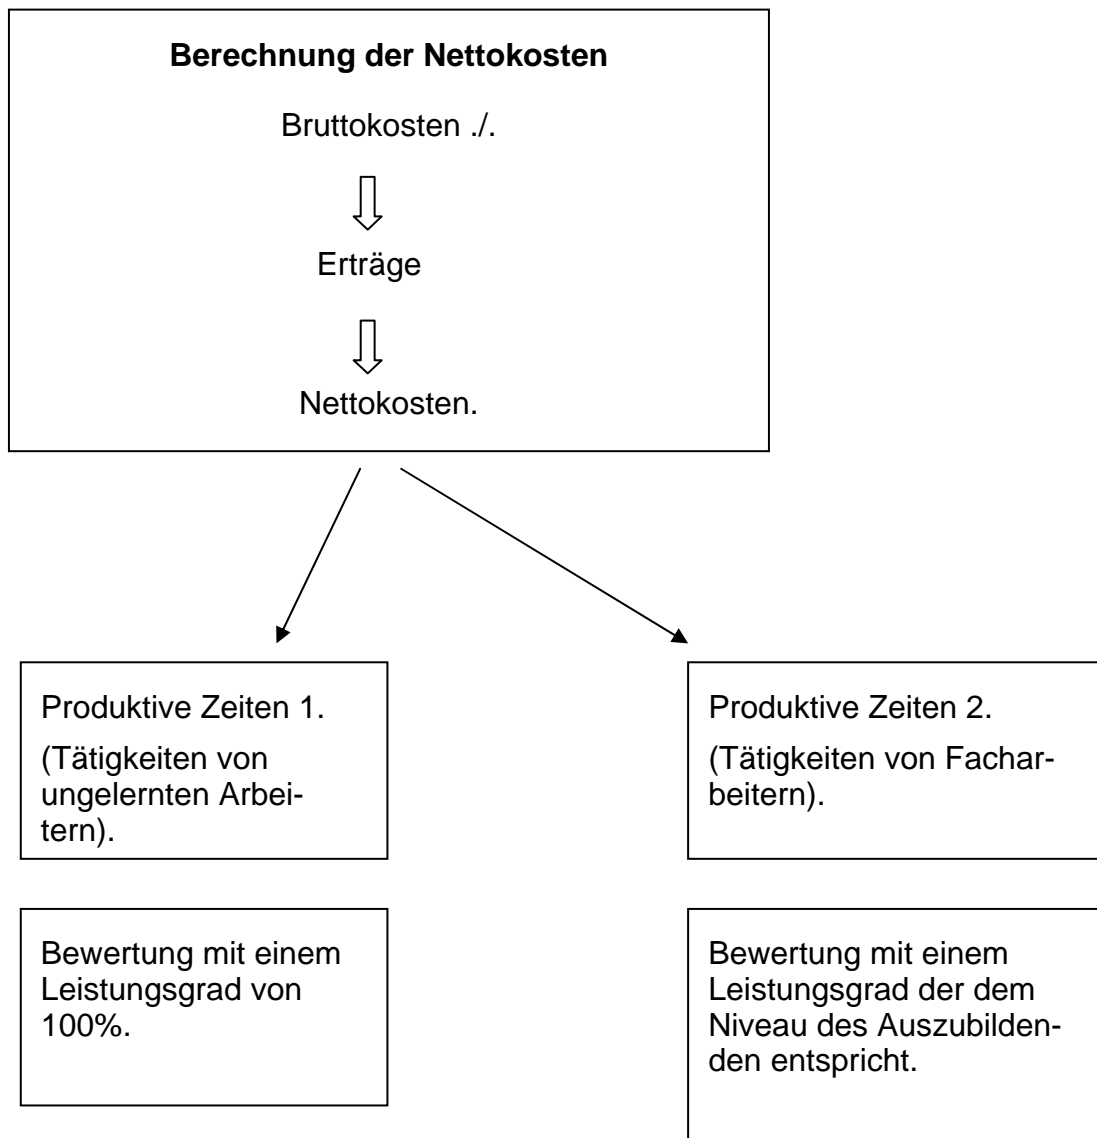 Berechnung der Nettokosten
Bruttokosten ./.
Erträge
Nettokosten.
Produktive Zeiten 1.
(Tätigkeiten von
ungelernten Arbei-
tern).
Produktive Zeiten 2.
(Tätigkeiten von Fachar-
beitern).
Bewertung mit einem
Leistungsgrad von
100%.
Bewertung mit einem
Leistungsgrad der dem
Niveau des Auszubilden-
den entspricht.